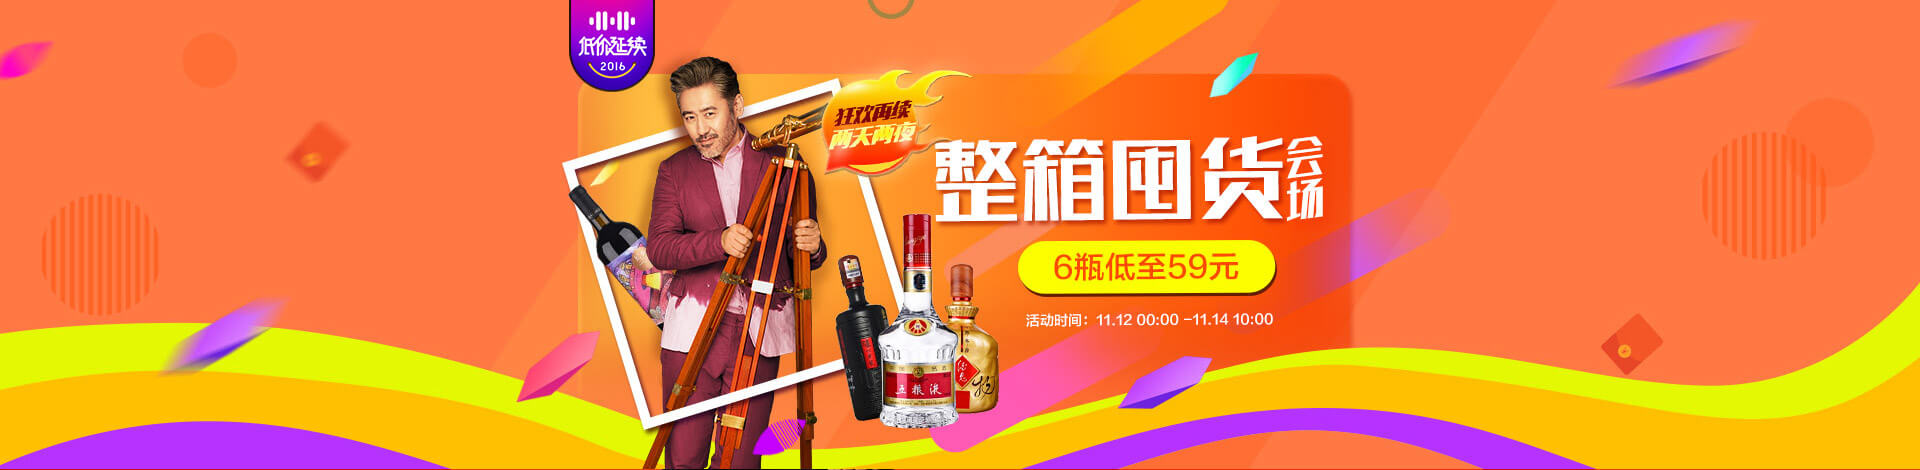 低价延续
2016
狂欢再续
两天两夜
整箱囤货会场
6瓶低至59元
活动时间：11.12 00:00 -11.14 10:00
五粮液